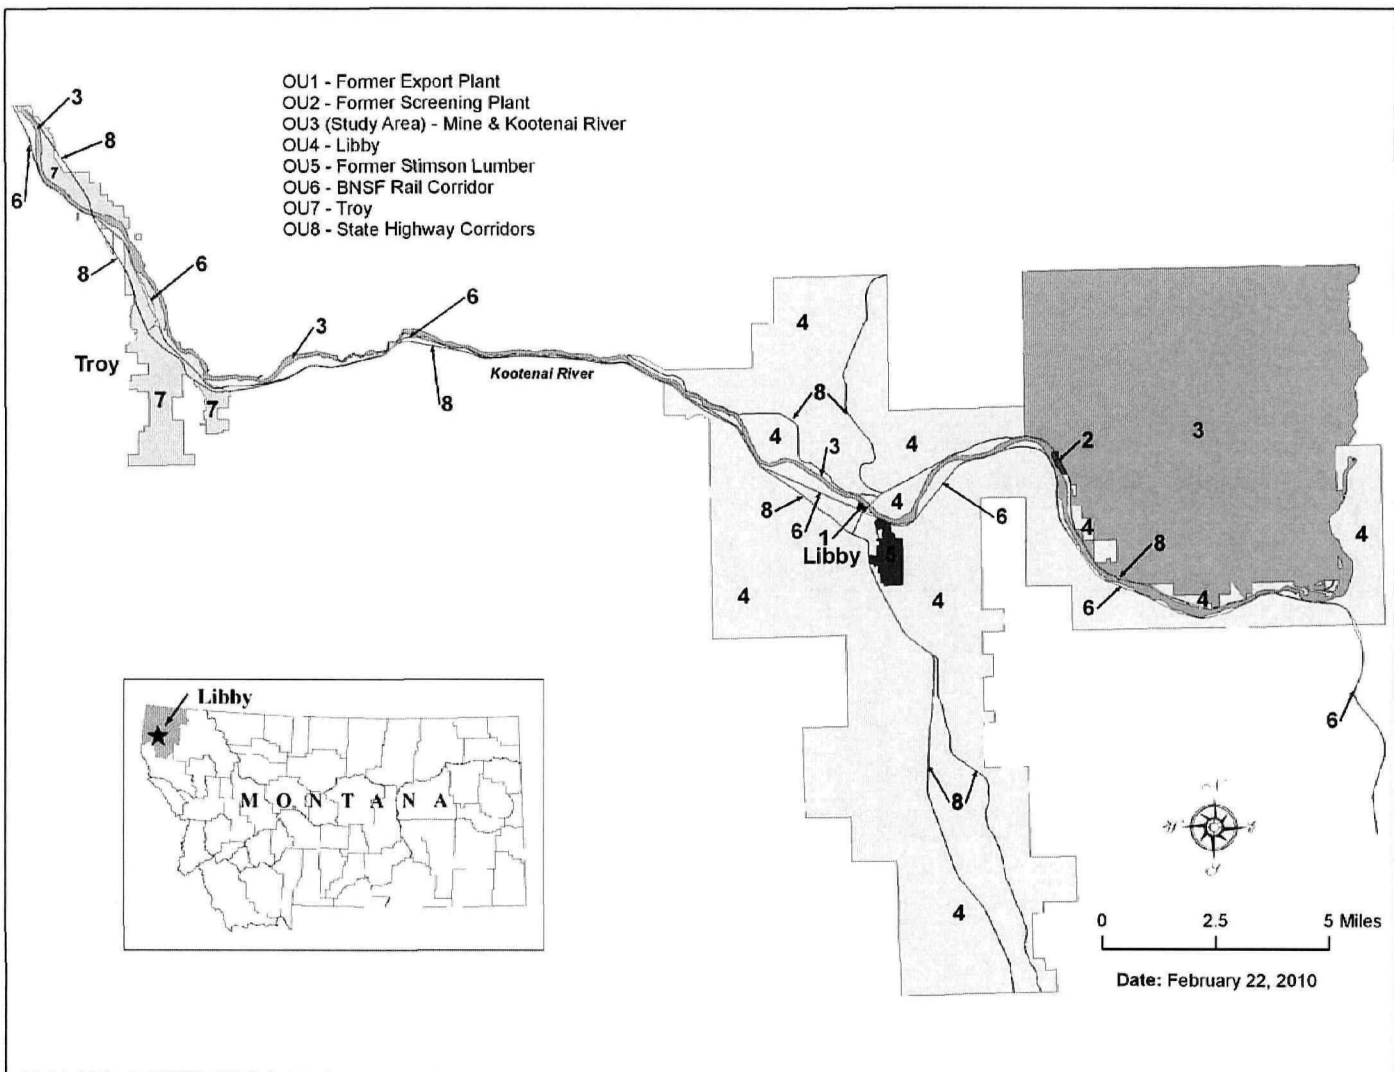 OU1 - Former Export Plant
OU2 - Former Screening Plant
OU3 (Study Area) - Mine & Kootenai River
OU4 - Libby
OU5 - Former Stimson Lumber
OU6 - BNSF Rail Corridor
OU7 - Troy
OU8 - State Highway Corridors
3
8
7
6
8
6
3
6
8
Kootenai River
Troy
7
7
4
8
4
3
4
4
8
6
1
Libby
5
6
2
3
4
8
6
4
4
4
4
6
8
4
Libby
MONTANA
0 2.5 5 Miles
Date: February 22, 2010